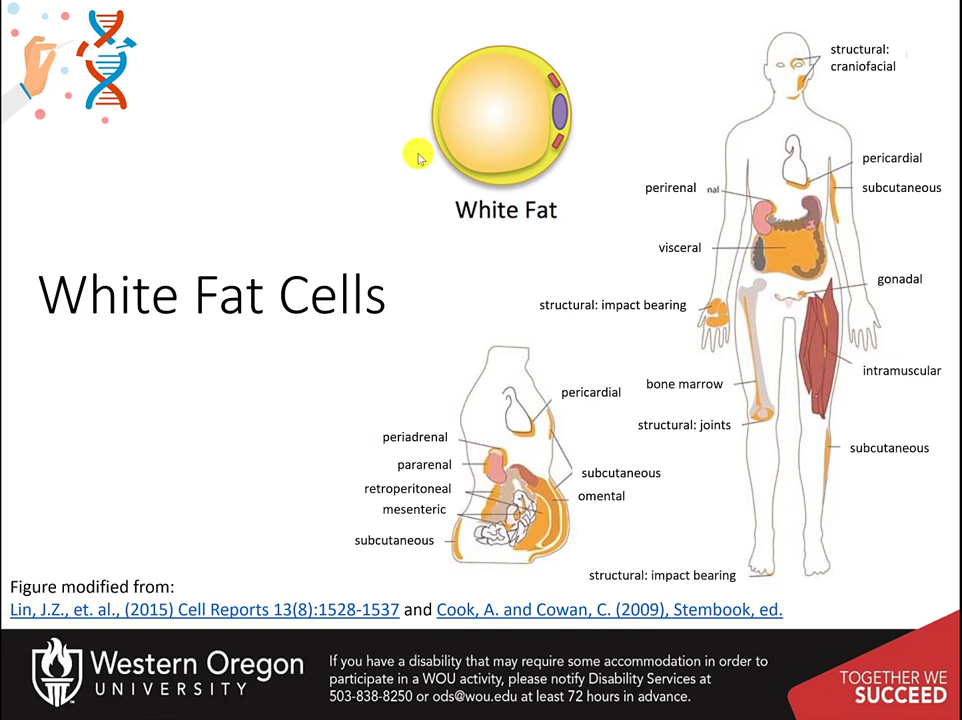 White Fat
White Fat Cells
structural:
craniofacial
pericardial
subcutaneous
perirenal
nal
visceral
gonadal
structural: impact bearing
intramuscular
bone marrow
structural: joints
subcutaneous
structural: impact bearing
pericardial
periadrenal
pararenal
retroperitoneal
mesenteric
subcutaneous
subcutaneous
omental
Figure modified from:
Lin, J.Z., et. al., (2015) Cell Reports 13(8):1528-1537 and Cook, A. and Cowan, C. (2009), Stembook, ed.
Western Oregon
UNIVERSITY
If you have a disability that may require some accommodation in order to
participate in a WOU activity, please notify Disability Services at
503-838-8250 or ods@wou.edu at least 72 hours in advance.
TOGETHER WE
SUCCEED